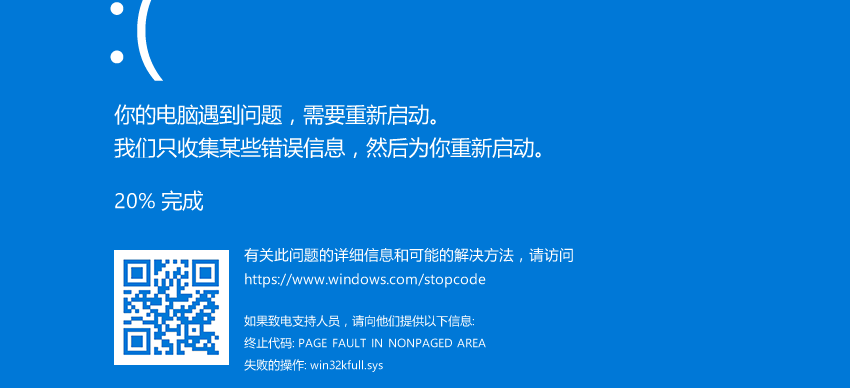 :(
你的电脑遇到问题，需要重新启动。
我们只收集某些错误信息，然后为你重新启动。
20% 完成
有关此问题的详细信息和可能的解决方法，请访问
https://www.windows.com/stopcode
如果致电支持人员，请向他们提供以下信息:
终止代码: PAGE FAULT IN NONPAGED AREA
失败的操作: win32kfull.sys